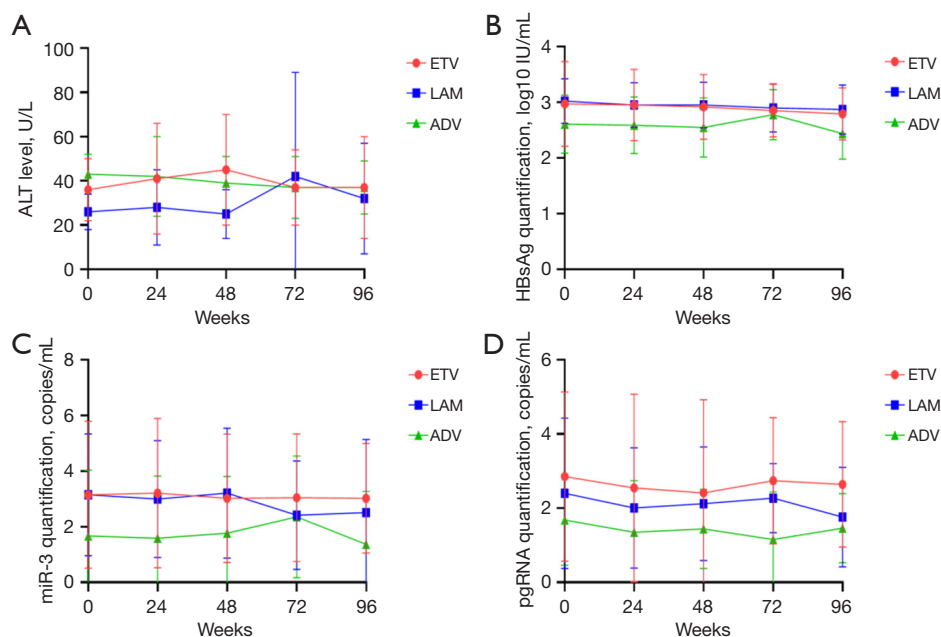 A
ALT level, U/L
100
80
60
40
20
0
0 24 48 72 96
Weeks
ETV
LAM
ADV
B
HBsAg quantification, log10 IU/mL
4
3
2
1
0
0 24 48 72 96
Weeks
ETV
LAM
ADV
C
miR-3 quantification, copies/mL
8
6
4
2
0
0 24 48 72 96
Weeks
ETV
LAM
ADV
D
pgRNA quantification, copies/mL
6
4
2
0
0 24 48 72 96
Weeks
ETV
LAM
ADV